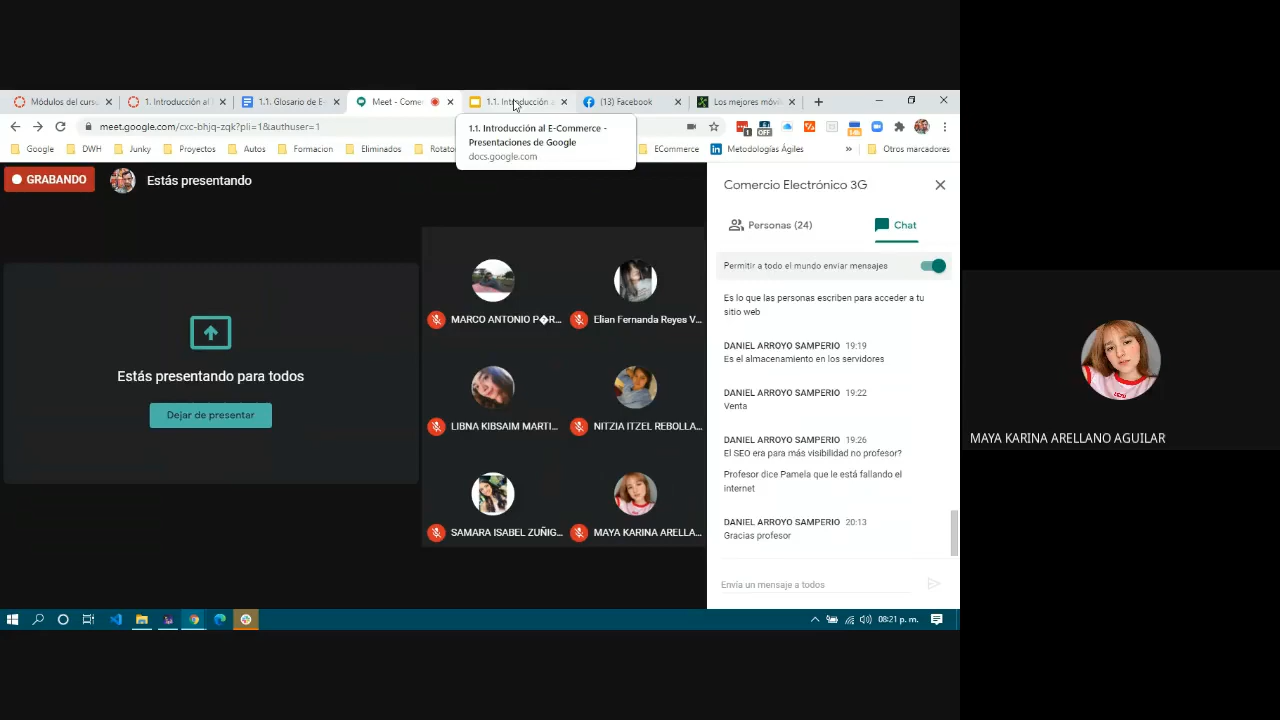 Módulos del curs
1. Introducción al
1.1. Glosario de E-
Meet - Come
1.1. Introducción a
(13) Facebook
Los mejores móvil
meet.google.com/cxc-bhjq-zqk?pli=1&authuser=1
1.1. Introducción al E-Commerce -
Presentaciones de Google
docs.google.com
OFF
Google
DWH
Junky
Proyectos
Autos
Formacion
Eliminados
Rotato
ECommerce
Metodologías Ágiles
»
Otros marcadores
GRABANDO
Estás presentando
Comercio Electrónico 3G
Personas (24)
Chat
Permitir a todo el mundo enviar mensajes
Es lo que las personas escriben para acceder a tu
sitio web
DANIEL ARROYO SAMPERIO 19:19
Es el almacenamiento en los servidores
DANIEL ARROYO SAMPERIO 19:22
Venta
DANIEL ARROYO SAMPERIO 19:26
El SEO era para más visibilidad no profesor?
Profesor dice Pamela que le está fallando el
internet
DANIEL ARROYO SAMPERIO 20:13
Gracias profesor
Envía un mensaje a todos
Estás presentando para todos
Dejar de presentar
MARCO ANTONIO P�R...
Elian Fernanda Reyes V...
LIBNA KIBSAIM MARTI...
NITZIA ITZEL REBOLLA...
SAMARA ISABEL ZUÑIG...
MAYA KARINA ARELLA...
MAYA KARINA ARELLANO AGUILAR
08:21 p. m.